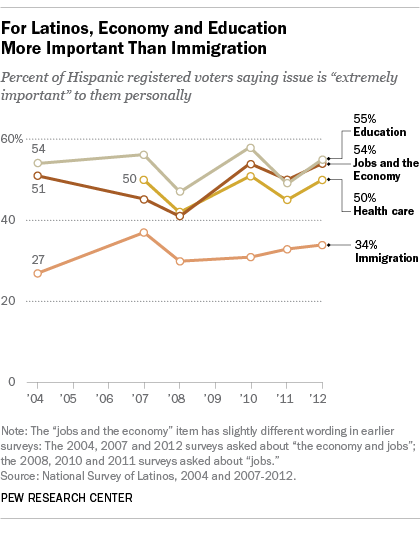 For Latinos, Economy and Education
More Important Than Immigration
Percent of Hispanic registered voters saying issue is “extremely
important” to them personally
60%
54
51
50
27
40
20
0
55%
Education
54%
Jobs and the
Economy
50%
Health care
34%
Immigration
’04 ’05 ’06 ’07 ’08 ’09 ’10 ’11 ’12
Note: The “jobs and the economy” item has slightly different wording in earlier
surveys: The 2004, 2007 and 2012 surveys asked about “the economy and jobs”;
the 2008, 2010 and 2011 surveys asked about “jobs.”
Source: National Survey of Latinos, 2004 and 2007-2012.
PEW RESEARCH CENTER